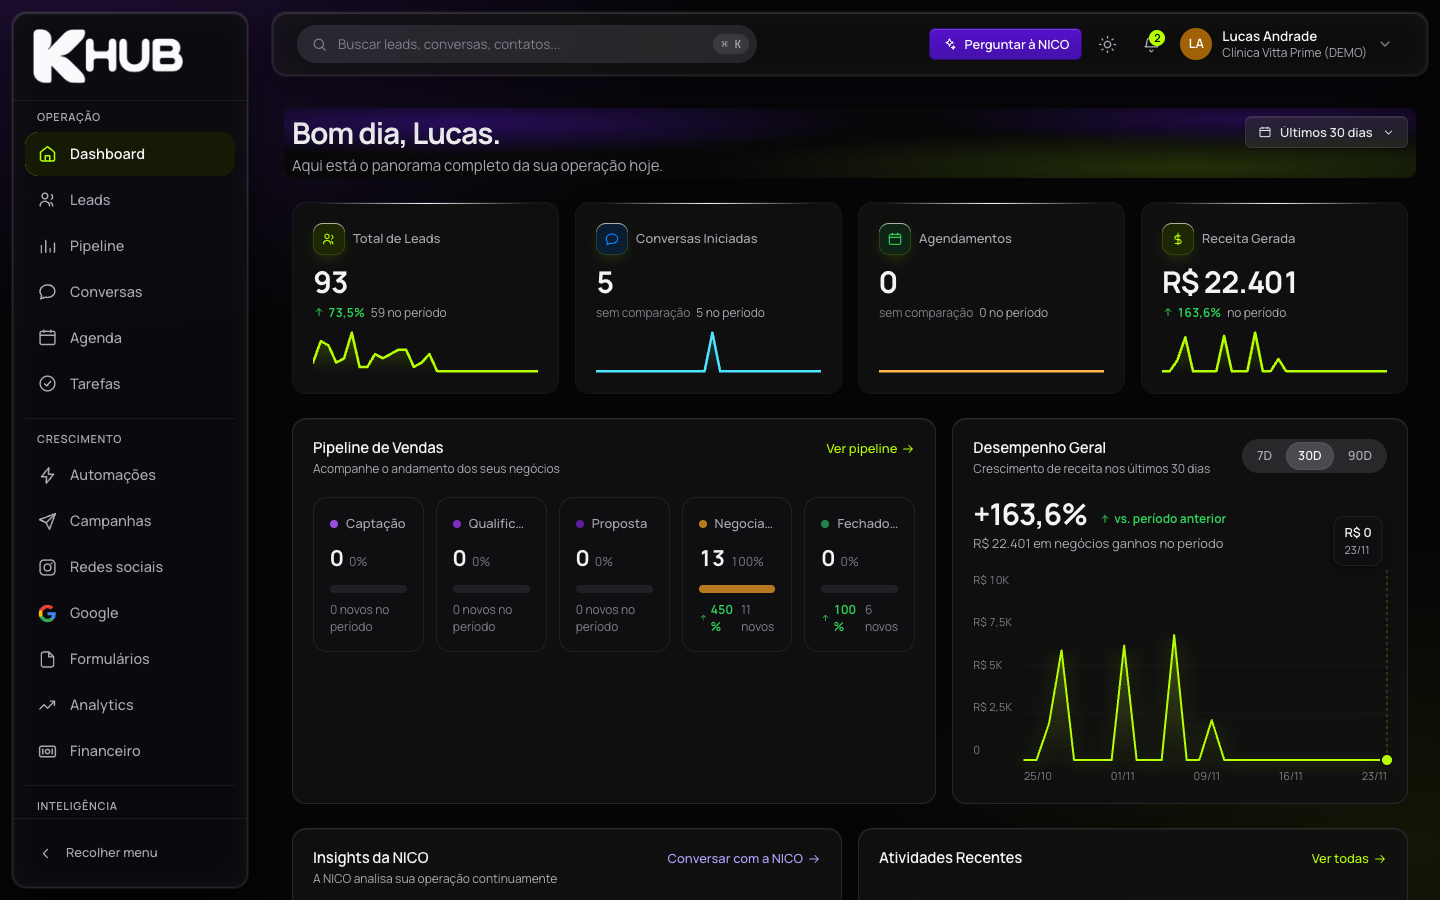 KHUB
OPERAÇÃO
Dashboard
Leads
Pipeline
Conversas
Agenda
Tarefas
CRESCIMENTO
Automações
Campanhas
Redes sociais
Google
Formulários
Analytics
Financeiro
INTELIGÊNCIA
Recolher menu
Buscar leads, conversas, contatos...
⌘ K
Perguntar à NICO
2
LA
Lucas Andrade
Clínica Vitta Prime (DEMO)
Bom dia, Lucas.
Aqui está o panorama completo da sua operação hoje.
Últimos 30 dias
Total de Leads
93
↑ 73,5% 59 no período
Conversas Iniciadas
5
sem comparação 5 no período
Agendamentos
0
sem comparação 0 no período
Receita Gerada
R$ 22.401
↑ 163,6% no período
Pipeline de Vendas
Acompanhe o andamento dos seus negócios
Ver pipeline →
Captação
0 0%
0 novos no
período
Qualific...
0 0%
0 novos no
período
Proposta
0 0%
0 novos no
período
Negocia...
13 100%
↑ 450
%
11
novos
Fechado...
0 0%
↑ 100
%
6
novos
Desempenho Geral
Crescimento de receita nos últimos 30 dias
7D
30D
90D
+163,6%
↑ vs. período anterior
R$ 22.401 em negócios ganhos no período
R$ 0
23/11
R$ 10K
R$ 7,5K
R$ 5K
R$ 2,5K
0
25/10
01/11
09/11
16/11
23/11
Insights da NICO
A NICO analisa sua operação continuamente
Conversar com a NICO →
Atividades Recentes
Ver todas →